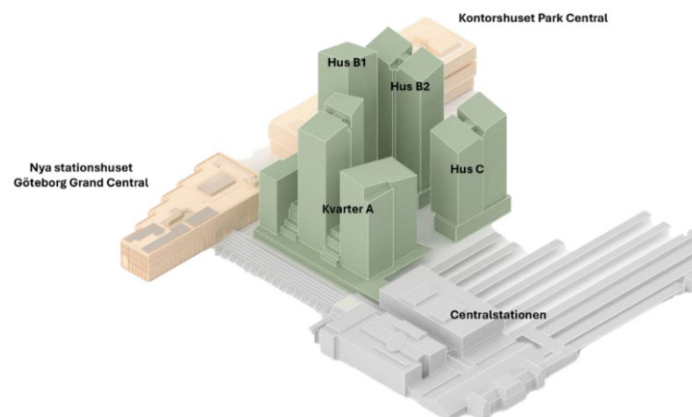 Kontorshuset Park Central
Hus B1
Hus B2
Nya stationshuset
Göteborg Grand Central
Hus C
Kvarter A
Centralstationen